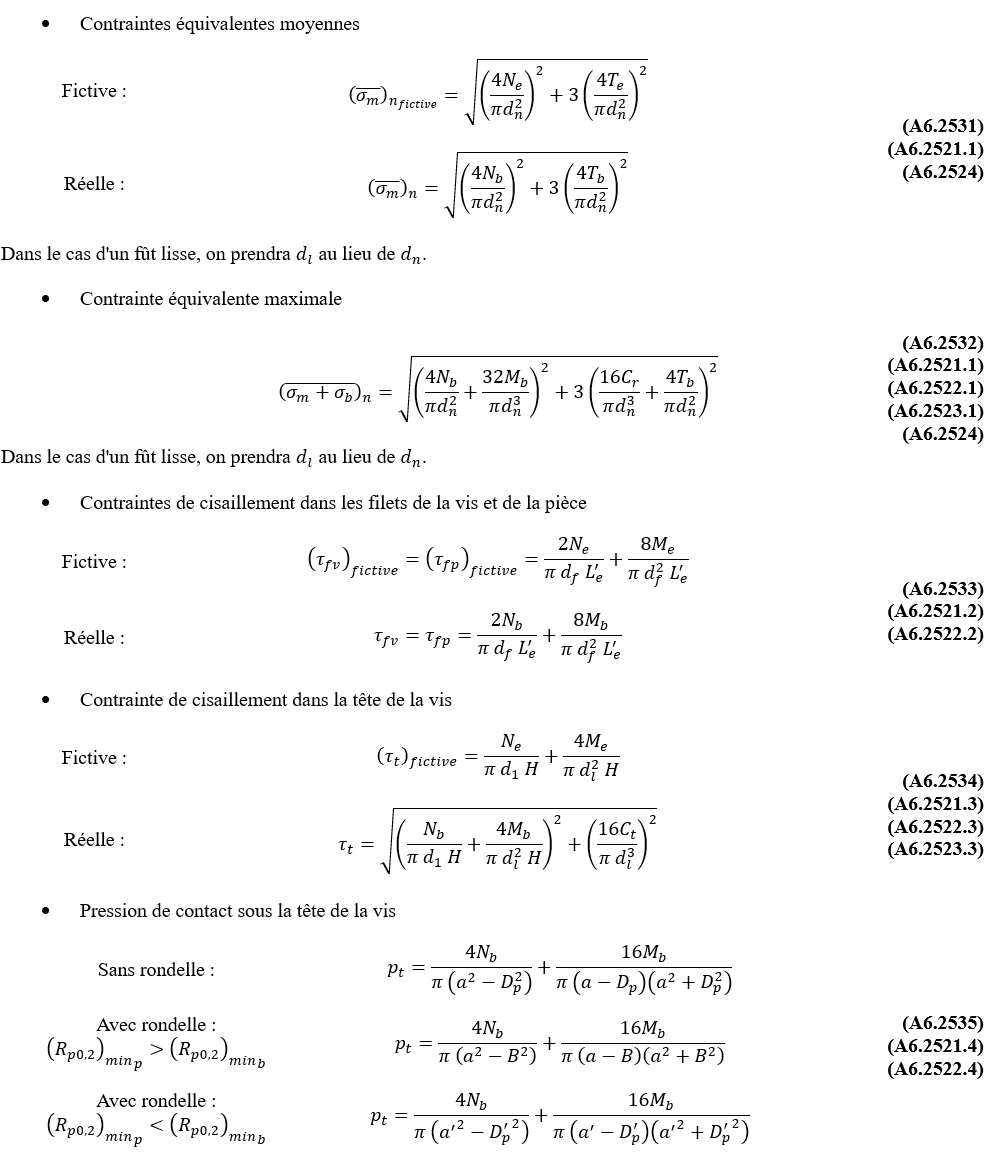 • Contraintes équivalentes moyennes
Fictive : $(\overline{\sigma_m})_{n_{fictive}} = \sqrt{\left(\frac{4N_e}{\pi d_n^2}\right)^2 + 3\left(\frac{4T_e}{\pi d_n^2}\right)^2}$
(A6.2531)
(A6.2521.1)
(A6.2524)
Réelle : $(\overline{\sigma_m})_n = \sqrt{\left(\frac{4N_b}{\pi d_n^2}\right)^2 + 3\left(\frac{4T_b}{\pi d_n^2}\right)^2}$
Dans le cas d'un fût lisse, on prendra $d_l$ au lieu de $d_n$.
• Contrainte équivalente maximale
$(\overline{\sigma_m + \sigma_b})_n = \sqrt{\left(\frac{4N_b}{\pi d_n^2} + \frac{32M_b}{\pi d_n^3}\right)^2 + 3\left(\frac{16C_r}{\pi d_n^3} + \frac{4T_b}{\pi d_n^2}\right)^2}$
(A6.2532)
(A6.2521.1)
(A6.2522.1)
(A6.2523.1)
(A6.2524)
Dans le cas d'un fût lisse, on prendra $d_l$ au lieu de $d_n$.
• Contraintes de cisaillement dans les filets de la vis et de la pièce
Fictive : $(\tau_{fv})_{fictive} = (\tau_{fp})_{fictive} = \frac{2N_e}{\pi\, d_f\, L'_e} + \frac{8M_e}{\pi\, d_f^2\, L'_e}$
(A6.2533)
(A6.2521.2)
(A6.2522.2)
Réelle : $\tau_{fv} = \tau_{fp} = \frac{2N_b}{\pi\, d_f\, L'_e} + \frac{8M_b}{\pi\, d_f^2\, L'_e}$
• Contrainte de cisaillement dans la tête de la vis
Fictive : $(\tau_t)_{fictive} = \frac{N_e}{\pi\, d_1\, H} + \frac{4M_e}{\pi\, d_l^2\, H}$
(A6.2534)
(A6.2521.3)
(A6.2522.3)
(A6.2523.3)
Réelle : $\tau_t = \sqrt{\left(\frac{N_b}{\pi\, d_1\, H} + \frac{4M_b}{\pi\, d_l^2\, H}\right)^2 + \left(\frac{16C_t}{\pi\, d_l^3}\right)^2}$
• Pression de contact sous la tête de la vis
Sans rondelle : $p_t = \frac{4N_b}{\pi\,(a^2 - D_p^2)} + \frac{16M_b}{\pi\,(a - D_p)(a^2 + D_p^2)}$
Avec rondelle :
$(R_{p0,2})_{min_p} > (R_{p0,2})_{min_b}$ $p_t = \frac{4N_b}{\pi\,(a^2 - B^2)} + \frac{16M_b}{\pi\,(a - B)(a^2 + B^2)}$
(A6.2535)
(A6.2521.4)
(A6.2522.4)
Avec rondelle :
$(R_{p0,2})_{min_p} < (R_{p0,2})_{min_b}$ $p_t = \frac{4N_b}{\pi\,(a'^2 - D_p'^2)} + \frac{16M_b}{\pi\,(a' - D'_p)(a'^2 + D_p'^2)}$